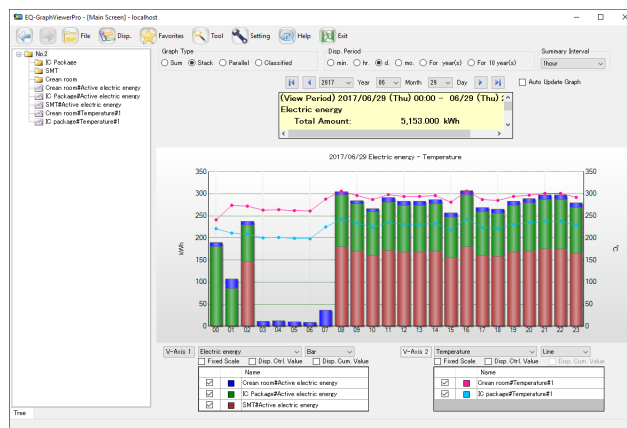 EQ-GraphViewerPro - [Main Screen] - localhost
File Disp. Favorites Tool Setting Help Exit
No.2
IC Package
SMT
Crean room
Crean room#Active electric energy
IC Package#Active electric energy
SMT#Active electric energy
Crean room#Temperature#1
IC package#Temperature#1
Tree
Graph Type
Sum Stack Parallel Classified
Disp. Period
min. hr. d. mo. For year(s) For 10 year(s)
Summary Interval
1hour
2017 Year 06 Month 29 Day
Auto Update Graph
(View Period) 2017/06/29 (Thu) 00:00 - 06/29 (Thu)
Electric energy
Total Amount: 5,153.000 kWh
2017/06/29 Electric energy - Temperature
350 350
300 300
250 250
200 200
150 150
100 100
50 50
0 0
kWh
℃
00 01 02 03 04 05 06 07 08 09 10 11 12 13 14 15 16 17 18 19 20 21 22 23
V-Axis 1 Electric energy Bar
Fixed Scale Disp. Ctrl. Value Disp. Cum. Value
Name
Crean room#Active electric energy
IC Package#Active electric energy
SMT#Active electric energy
V-Axis 2 Temperature Line
Fixed Scale Disp. Ctrl. Value Disp. Cum. Value
Name
Crean room#Temperature#1
IC package#Temperature#1